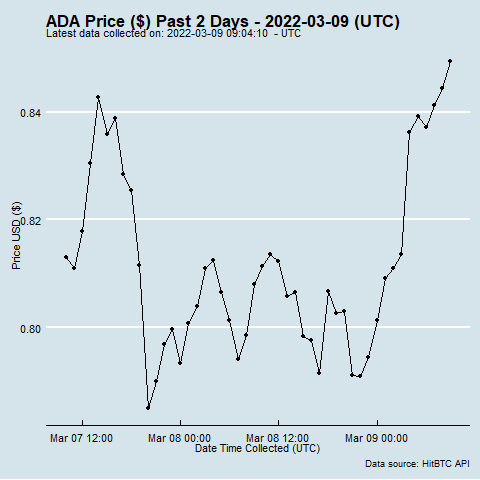 ADA Price ($) Past 2 Days - 2022-03-09 (UTC)
Latest data collected on: 2022-03-09 09:04:10 - UTC
Price USD ($)
0.84
0.82
0.80
Mar 07 12:00
Mar 08 00:00
Mar 08 12:00
Mar 09 00:00
Date Time Collected (UTC)
Data source: HitBTC API